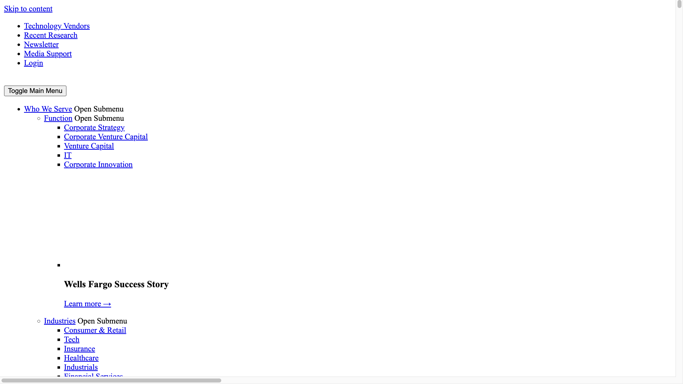 Skip to content
Technology Vendors
Recent Research
Newsletter
Media Support
Login
Toggle Main Menu
Who We Serve Open Submenu
Function Open Submenu
Corporate Strategy
Corporate Venture Capital
Venture Capital
IT
Corporate Innovation
Wells Fargo Success Story
Learn more →
Industries Open Submenu
Consumer & Retail
Tech
Insurance
Healthcare
Industrials
Financial Services